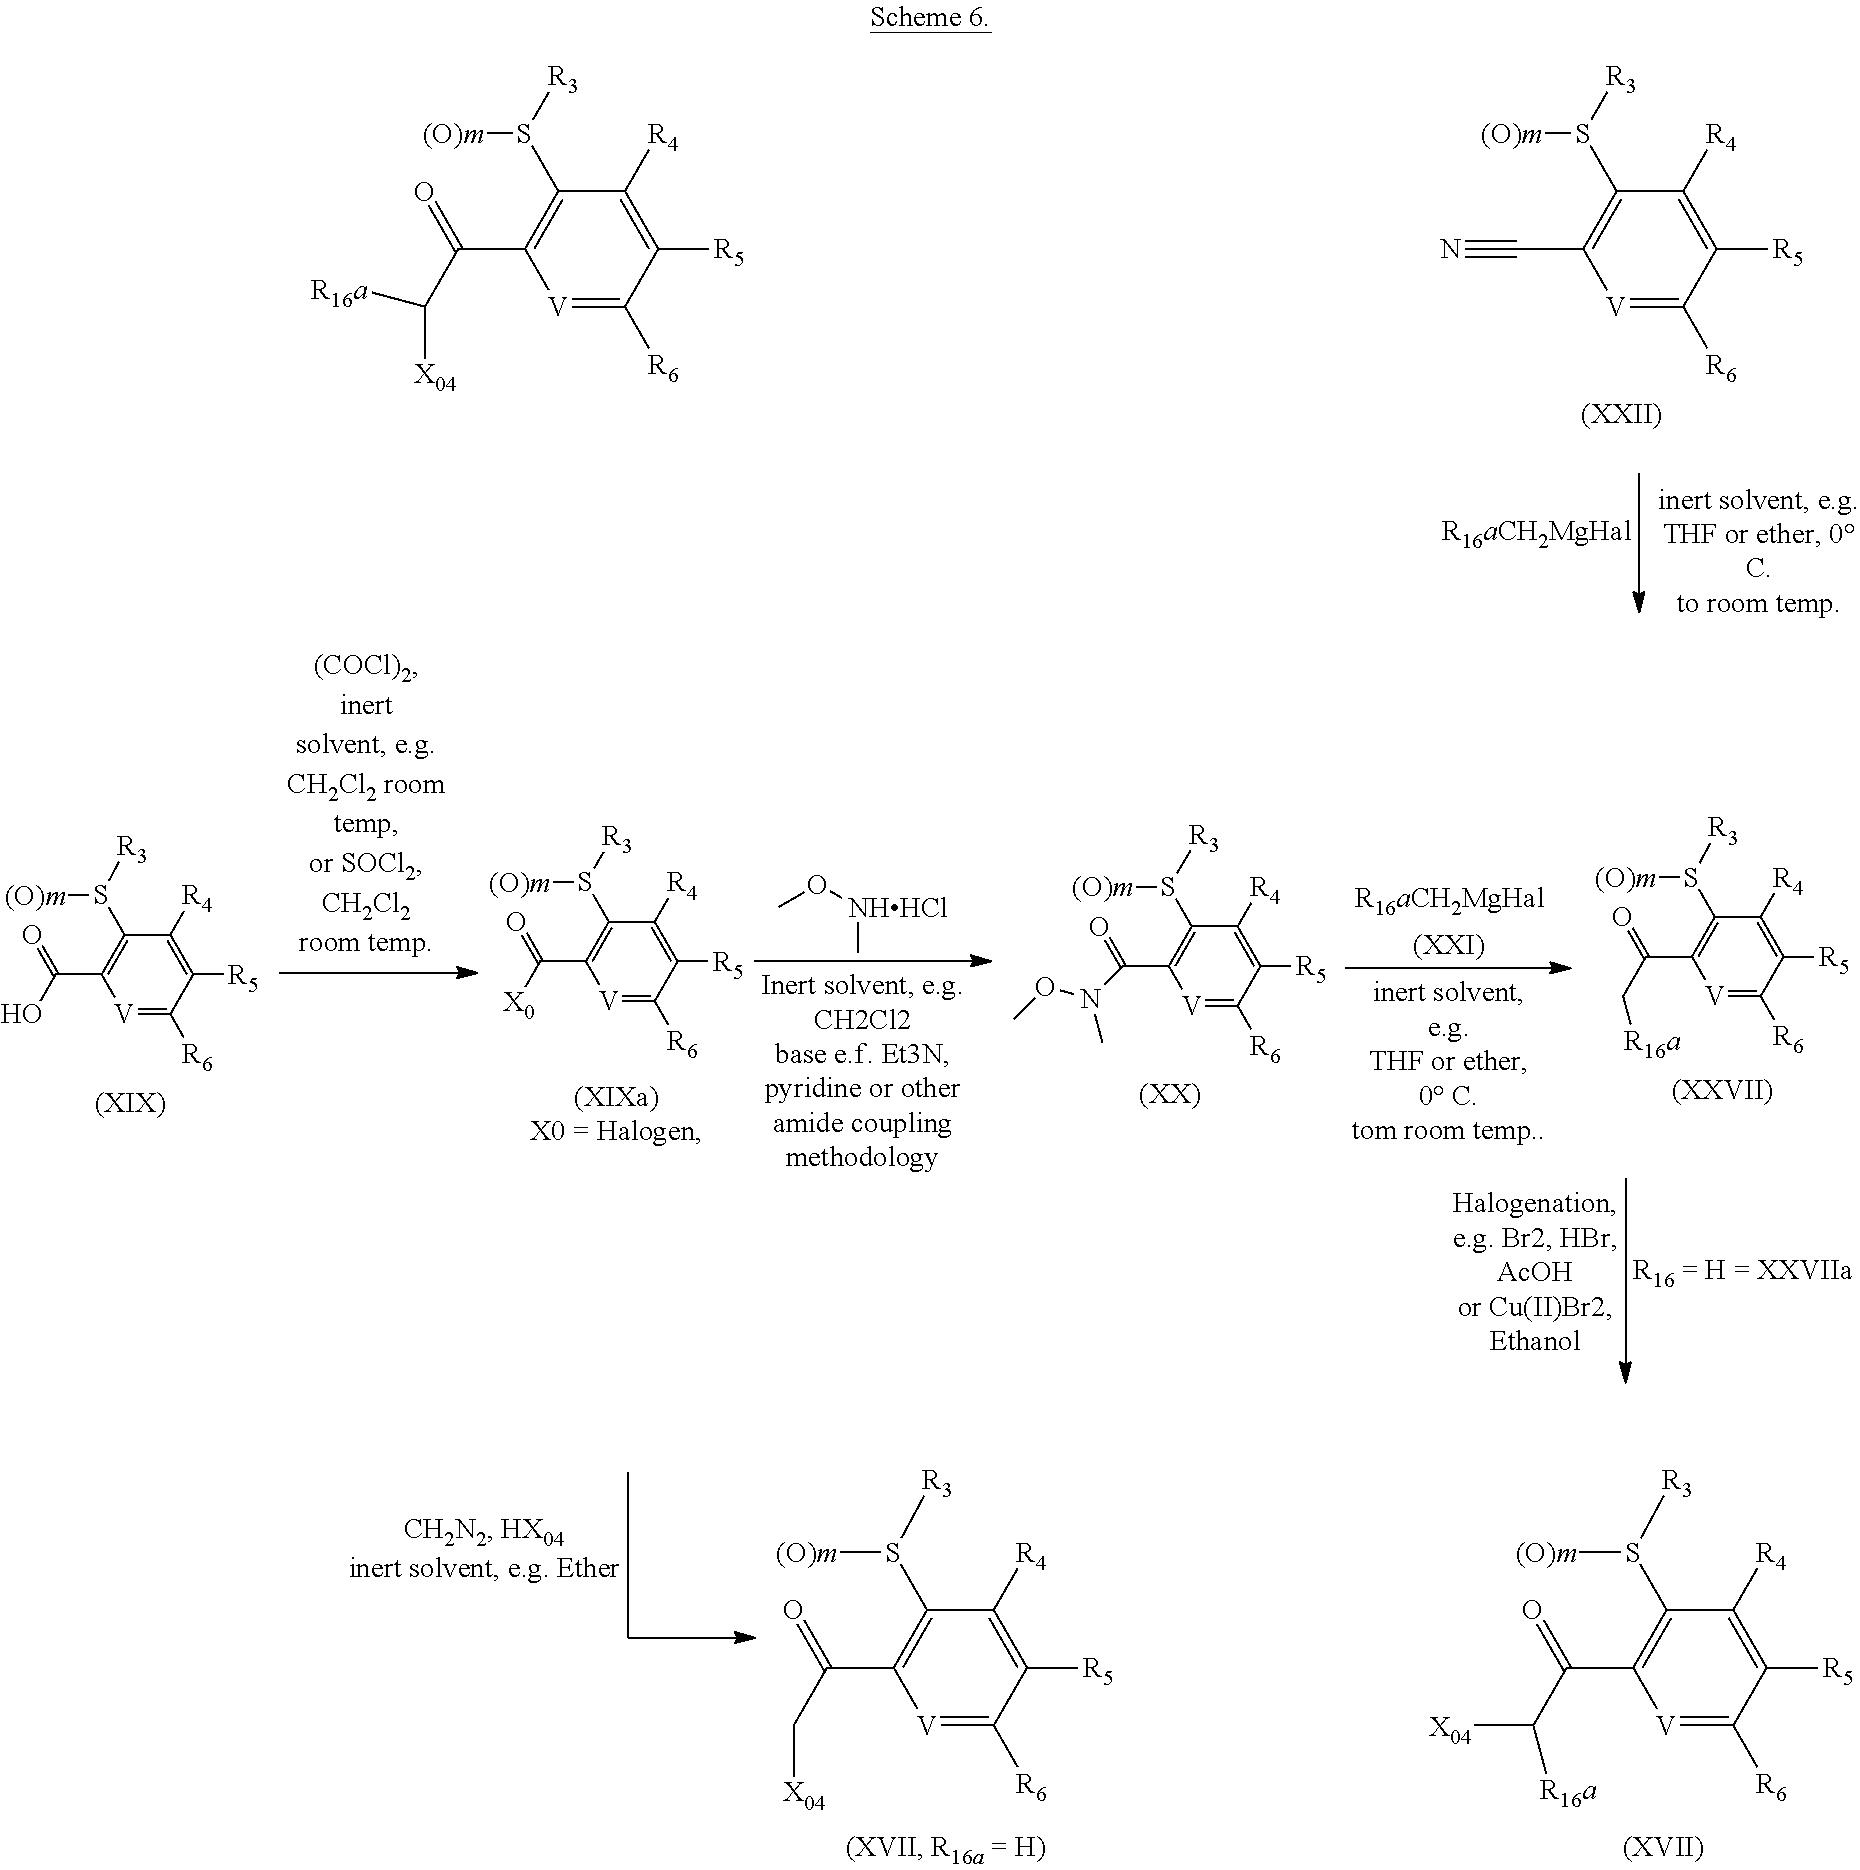 Scheme 6.
R3
(O)m S R4
O
R5
R16a
V
X04 R6
R3
(O)m S R4
N R5
V
R6
(XXII)
R16aCH2MgHal
inert solvent, e.g.
THF or ether, 0°
C.
to room temp.
(COCl)2,
inert
solvent, e.g.
CH2Cl2 room
temp,
or SOCl2,
CH2Cl2
room temp.
R3
(O)m S R4
O
R5
HO V
R6
(XIX)
R3
(O)m S R4
O
R5
X0 V
R6
(XIXa)
X0 = Halogen,
O
NH•HCl
Inert solvent, e.g.
CH2Cl2
base e.f. Et3N,
pyridine or other
amide coupling
methodology
R3
(O)m S R4
O
R5
O N V
R6
(XX)
R16aCH2MgHal
(XXI)
inert solvent,
e.g.
THF or ether,
0° C.
tom room temp..
R3
(O)m S R4
O
R5
V
R16a R6
(XXVII)
Halogenation,
e.g. Br2, HBr,
AcOH
or Cu(II)Br2,
Ethanol
R16 = H = XXVIIa
CH2N2, HX04
inert solvent, e.g. Ether
R3
(O)m S R4
O
R5
V
X04 R6
(XVII, R16a = H)
R3
(O)m S R4
O
R5
X04 V
R16a R6
(XVII)